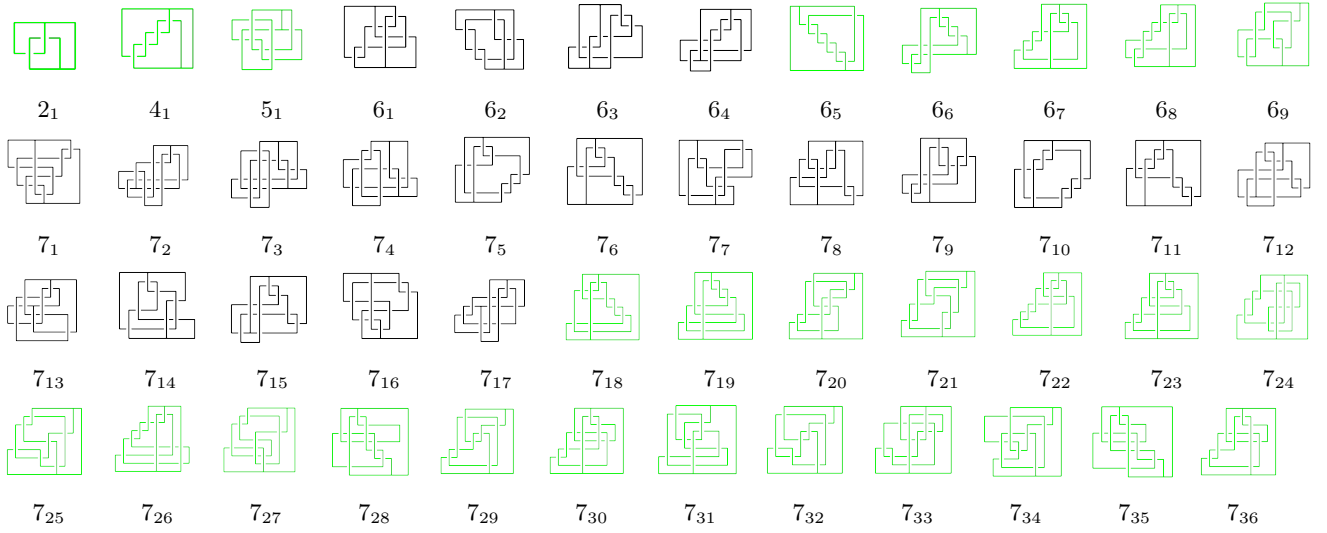 2₁ 4₁ 5₁ 6₁ 6₂ 6₃ 6₄ 6₅ 6₆ 6₇ 6₈ 6₉
7₁ 7₂ 7₃ 7₄ 7₅ 7₆ 7₇ 7₈ 7₉ 7₁₀ 7₁₁ 7₁₂
7₁₃ 7₁₄ 7₁₅ 7₁₆ 7₁₇ 7₁₈ 7₁₉ 7₂₀ 7₂₁ 7₂₂ 7₂₃ 7₂₄
7₂₅ 7₂₆ 7₂₇ 7₂₈ 7₂₉ 7₃₀ 7₃₁ 7₃₂ 7₃₃ 7₃₄ 7₃₅ 7₃₆